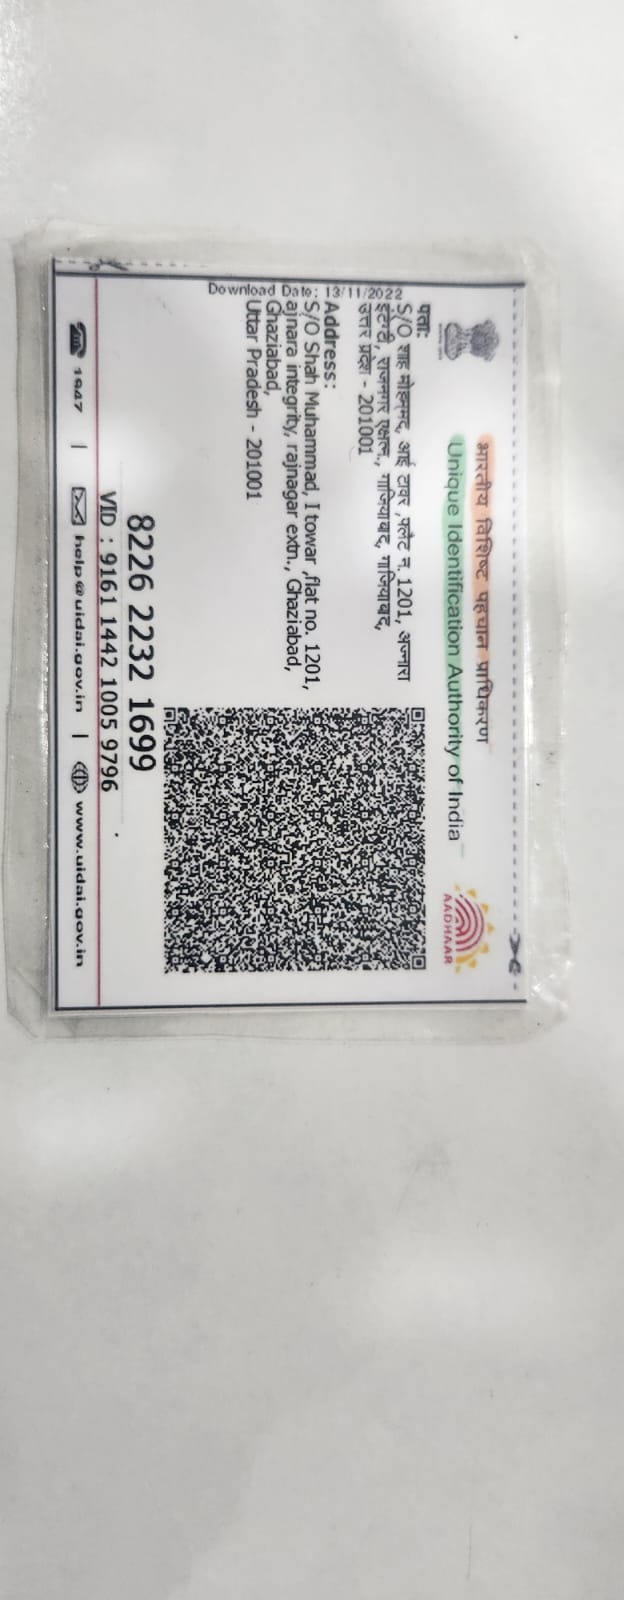 भारतीय विशिष्ट पहचान प्राधिकरण
Unique Identification Authority of India
AADHAAR
पता:
S/O शाह मोहम्मद, आई टावर ,फ्लैट न. 1201, अज्नारा
इंटग्टी, राजनगर एक्षत्न., गाजियाबाद, गाजियाबाद,
उत्तर प्रदेश - 201001
Address:
S/O Shah Muhammad, I towar ,flat no. 1201,
ajnara integrity, rajnagar extn., Ghaziabad,
Ghaziabad,
Uttar Pradesh - 201001
Download Date: 13/11/2022
8226 2232 1699
VID : 9161 1442 1005 9796
1947 | help@uidai.gov.in | www.uidai.gov.in